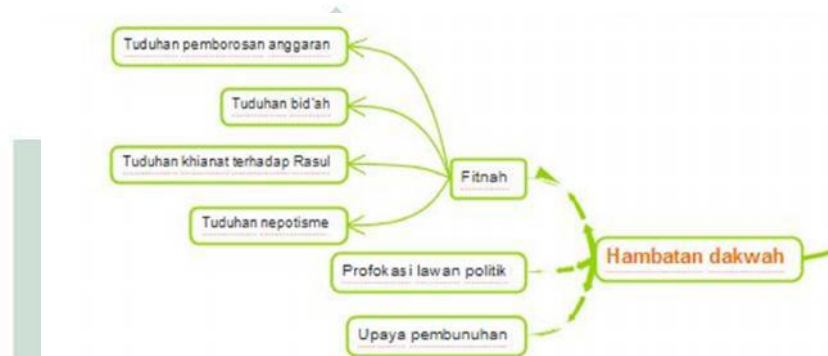 Tuduhan pemborosan anggaran
Tuduhan bid'ah
Tuduhan khianat terhadap Rasul
Tuduhan nepotisme
Fitnah
Profokasi lawan politik
Upaya pembunuhan
Hambatan dakwah